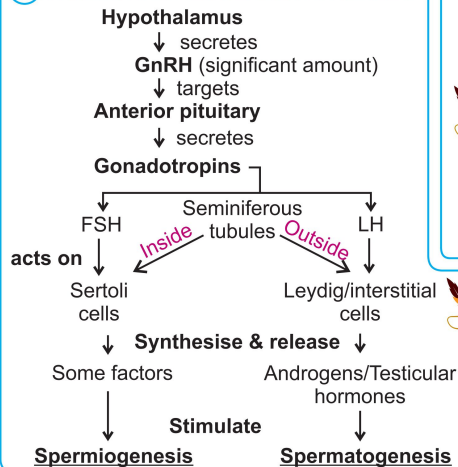 Hypothalamus
secretes
GnRH (significant amount)
targets
Anterior pituitary
secretes
Gonadotropins
FSH
Seminiferous
tubules
LH
Inside
Outside
acts on
Sertoli
cells
Leydig/interstitial
cells
Synthesise & release
Some factors
Androgens/Testicular
hormones
Stimulate
Spermiogenesis
Spermatogenesis